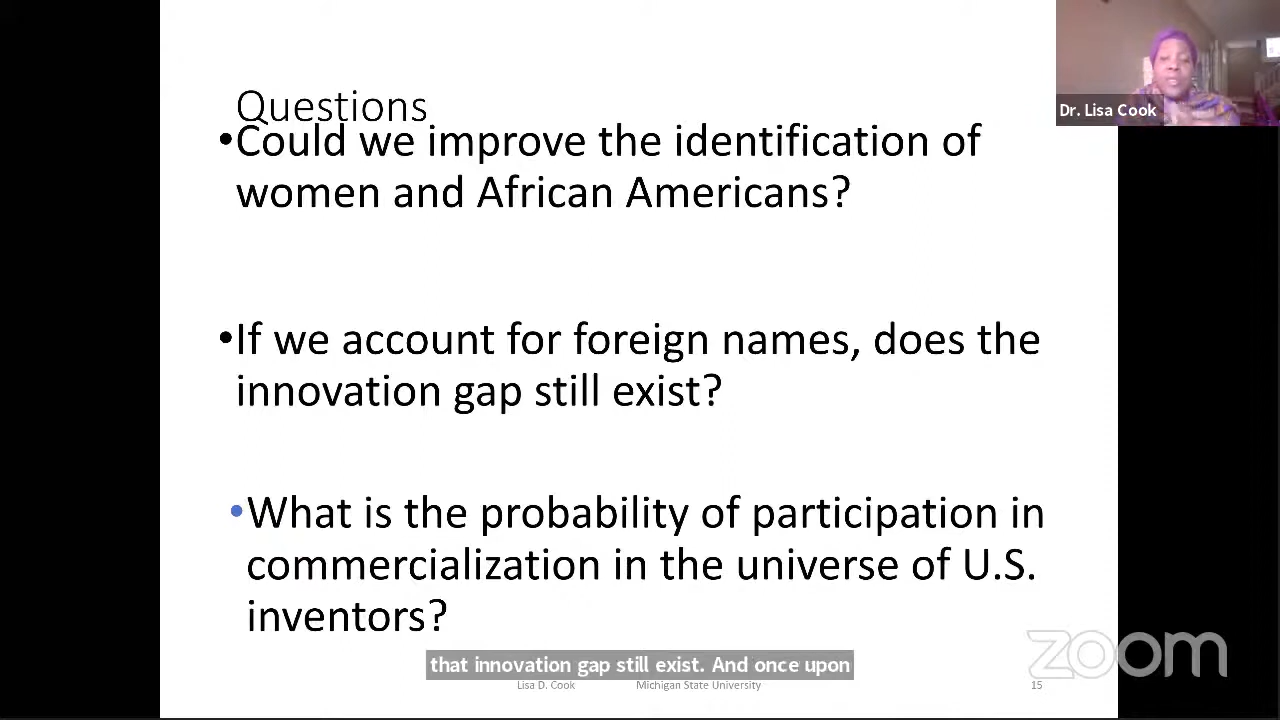 Dr. Lisa Cook
Questions
•Could we improve the identification of
women and African Americans?
•If we account for foreign names, does the
innovation gap still exist?
•What is the probability of participation in
commercialization in the universe of U.S.
inventors?
that innovation gap still exist. And once upon
Lisa D. Cook Michigan State University 15
zoom